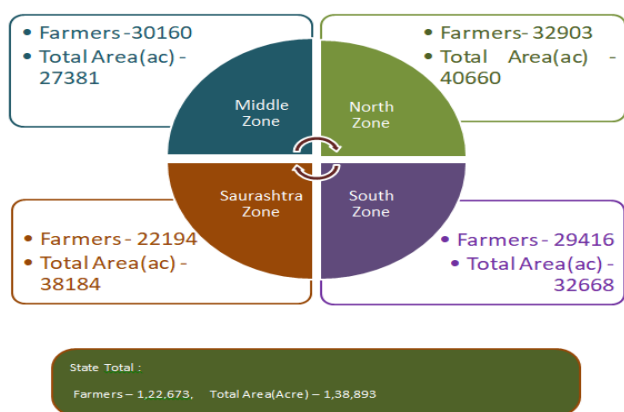 • Farmers-30160
• Total Area(ac) -
27381
• Farmers- 32903
• Total Area(ac) -
40660
Middle
Zone
North
Zone
Saurashtra
Zone
South
Zone
• Farmers - 22194
• Total Area(ac) -
38184
• Farmers - 29416
• Total Area(ac) -
32668
State Total :
Farmers – 1,22,673, Total Area(Acre) – 1,38,893